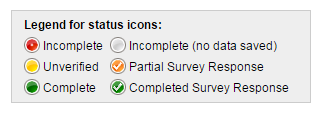 Legend for status icons:
Incomplete Incomplete (no data saved)
Unverified Partial Survey Response
Complete Completed Survey Response